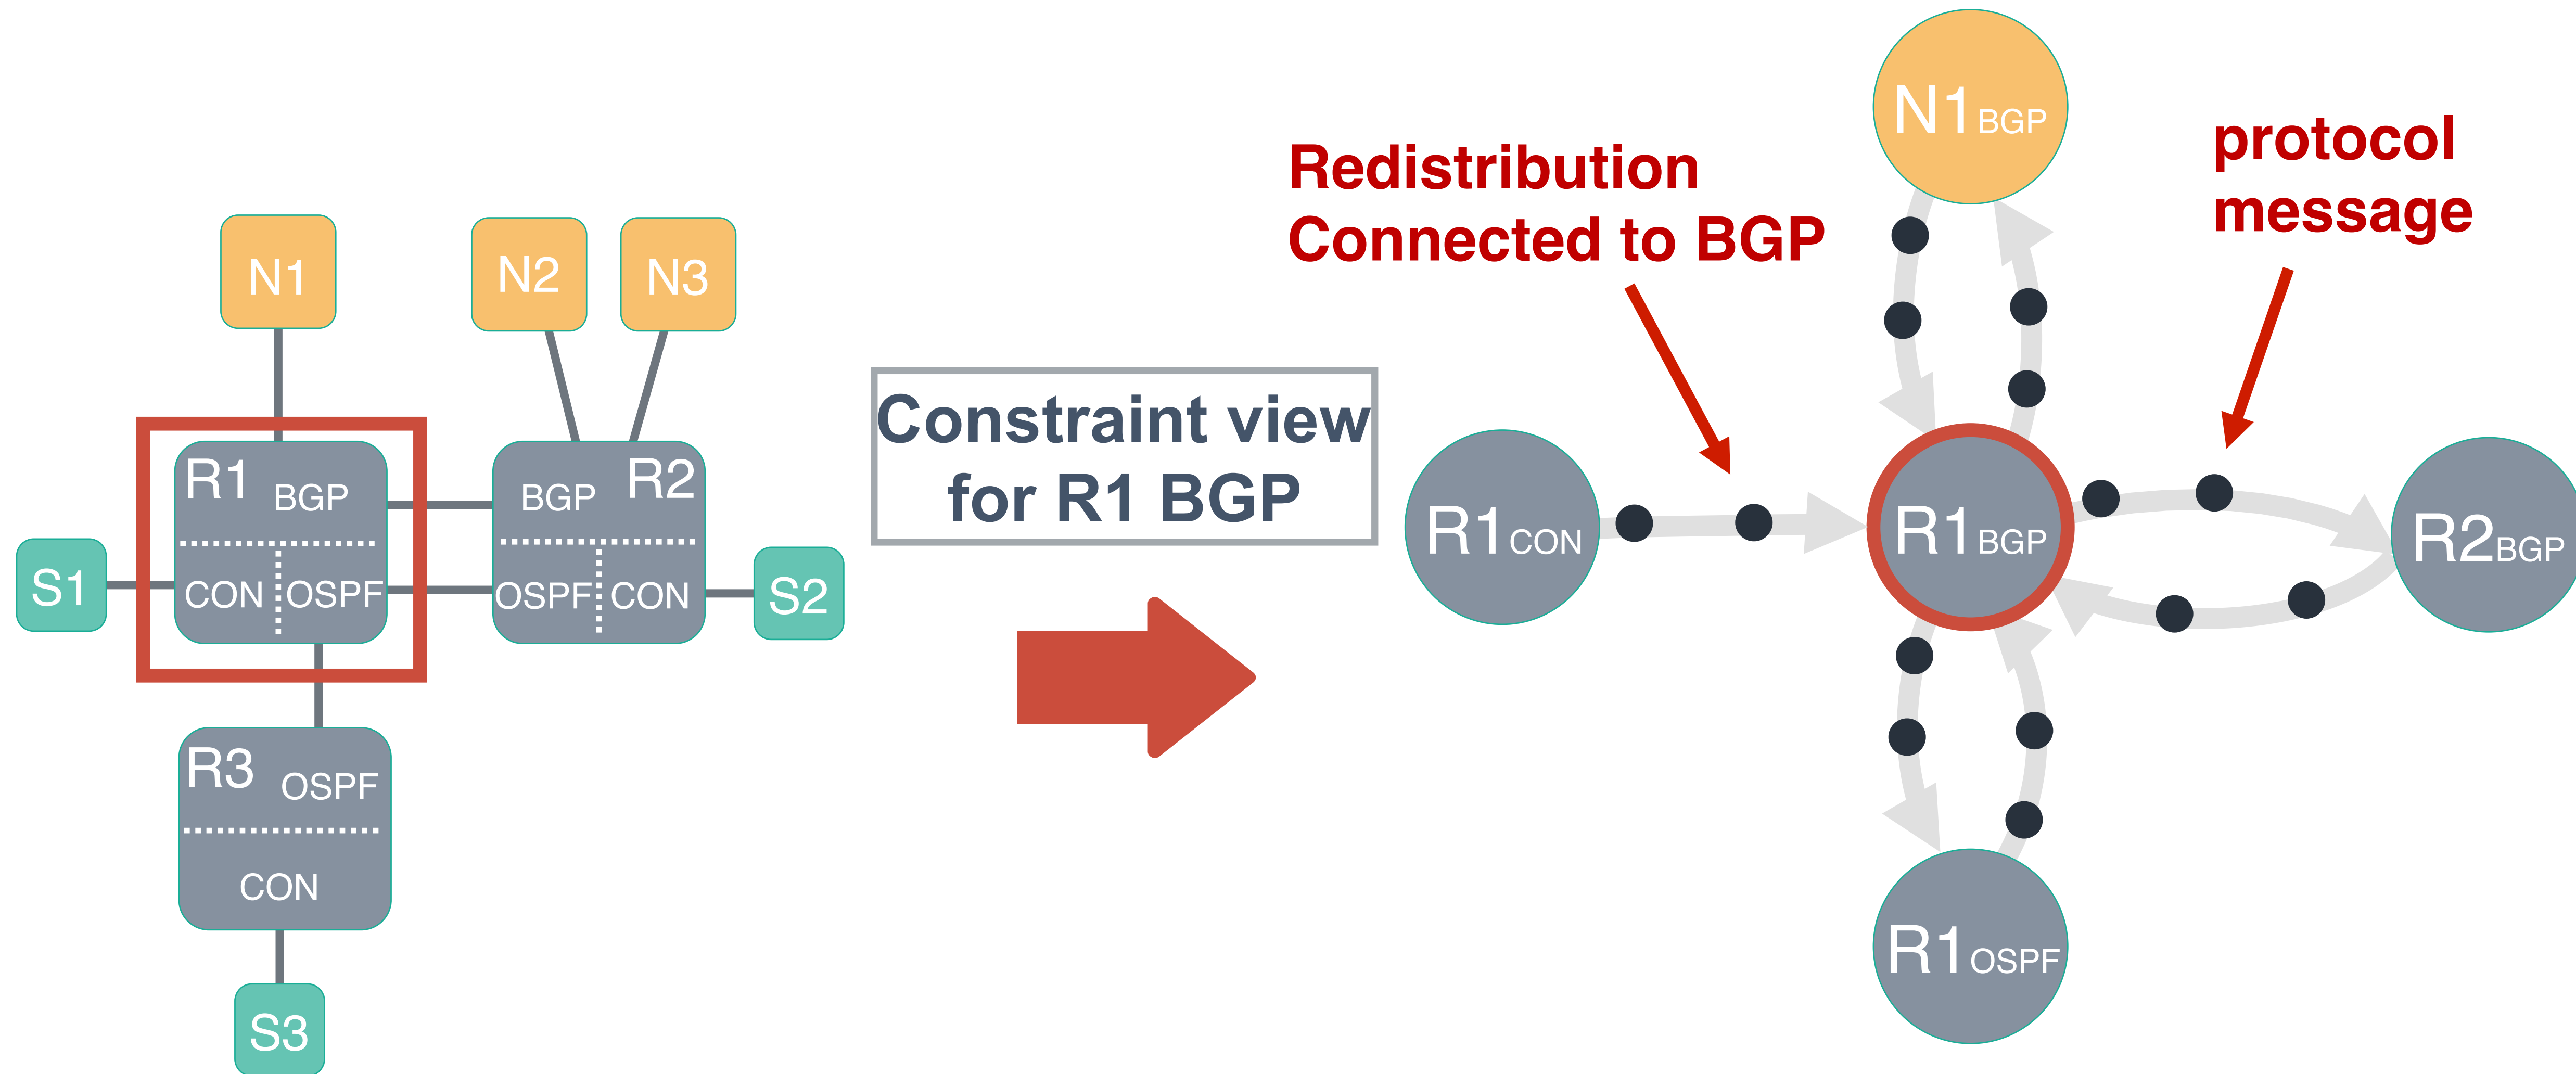 N1
N2
N3
R1 BGP
CON OSPF
BGP R2
OSPF CON
S1
S2
R3 OSPF
CON
S3
Constraint view
for R1 BGP
Redistribution
Connected to BGP
protocol
message
N1BGP
R1CON
R1BGP
R2BGP
R1OSPF